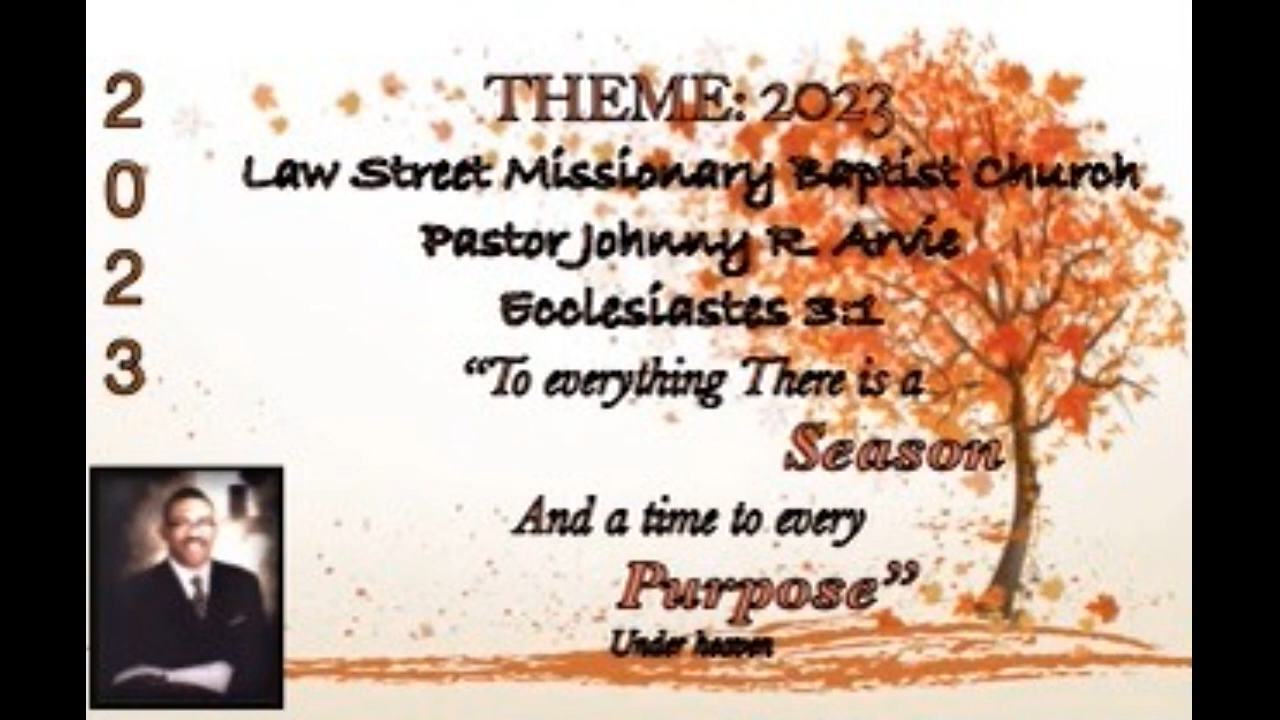 2
0
2
3
THEME: 2023
Law Street Missionary Baptist Church
Pastor Johnny R. Arvie
Ecclesiastes 3:1
“To everything There is a
Season
And a time to every
Purpose”
Under heaven